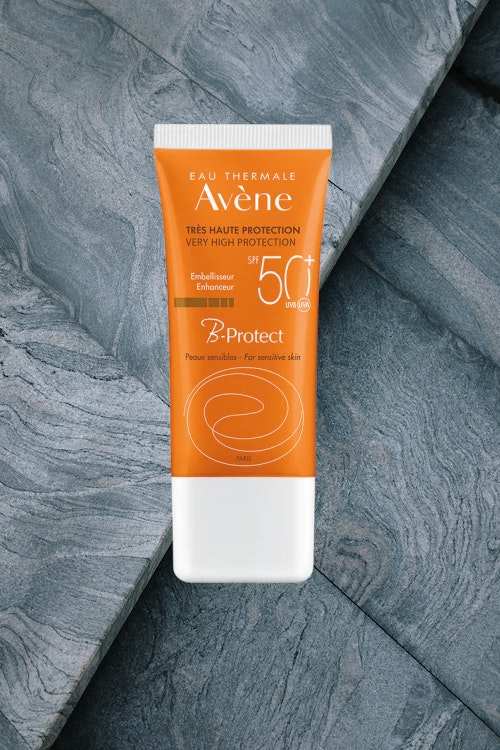 EAU THERMALE
Avène
TRÈS HAUTE PROTECTION
VERY HIGH PROTECTION
SPF 50+
UVB UVA
Embellisseur
Enhanceur
B-Protect
Peaux sensibles - For sensitive skin
PARIS